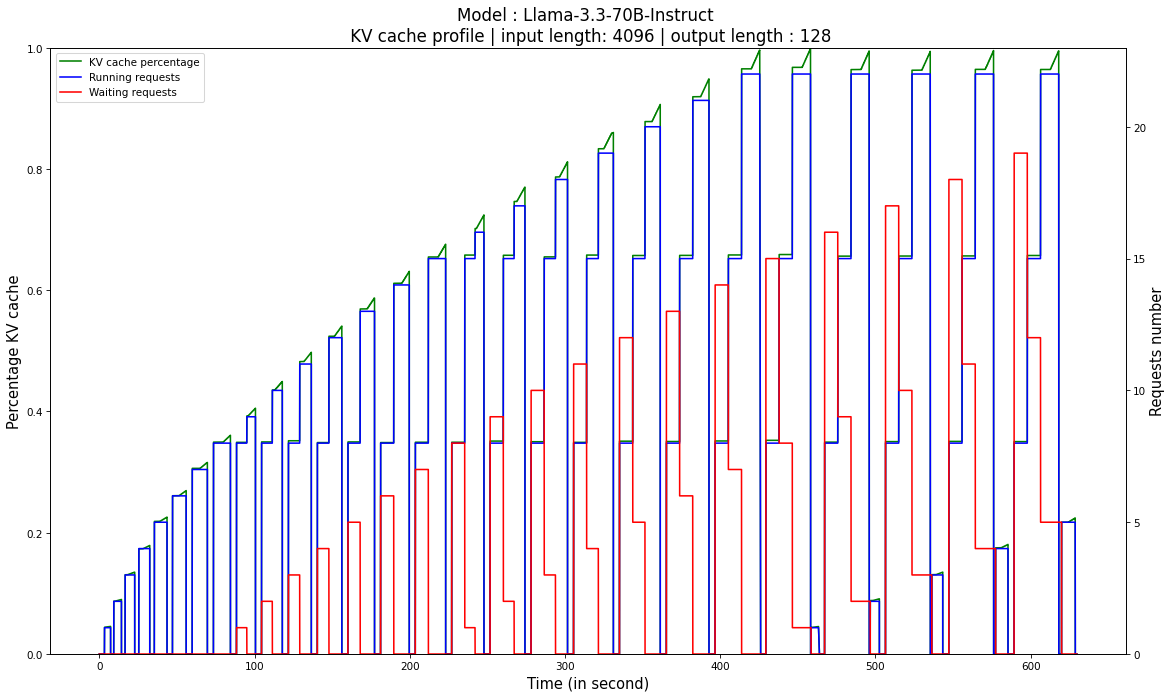 Model : Llama-3.3-70B-Instruct
KV cache profile | input length: 4096 | output length : 128
KV cache percentage
Running requests
Waiting requests
Percentage KV cache
1.0
0.8
0.6
0.4
0.2
0.0
0
100
200
300
400
500
600
Time (in second)
20
15
10
5
0
Requests number